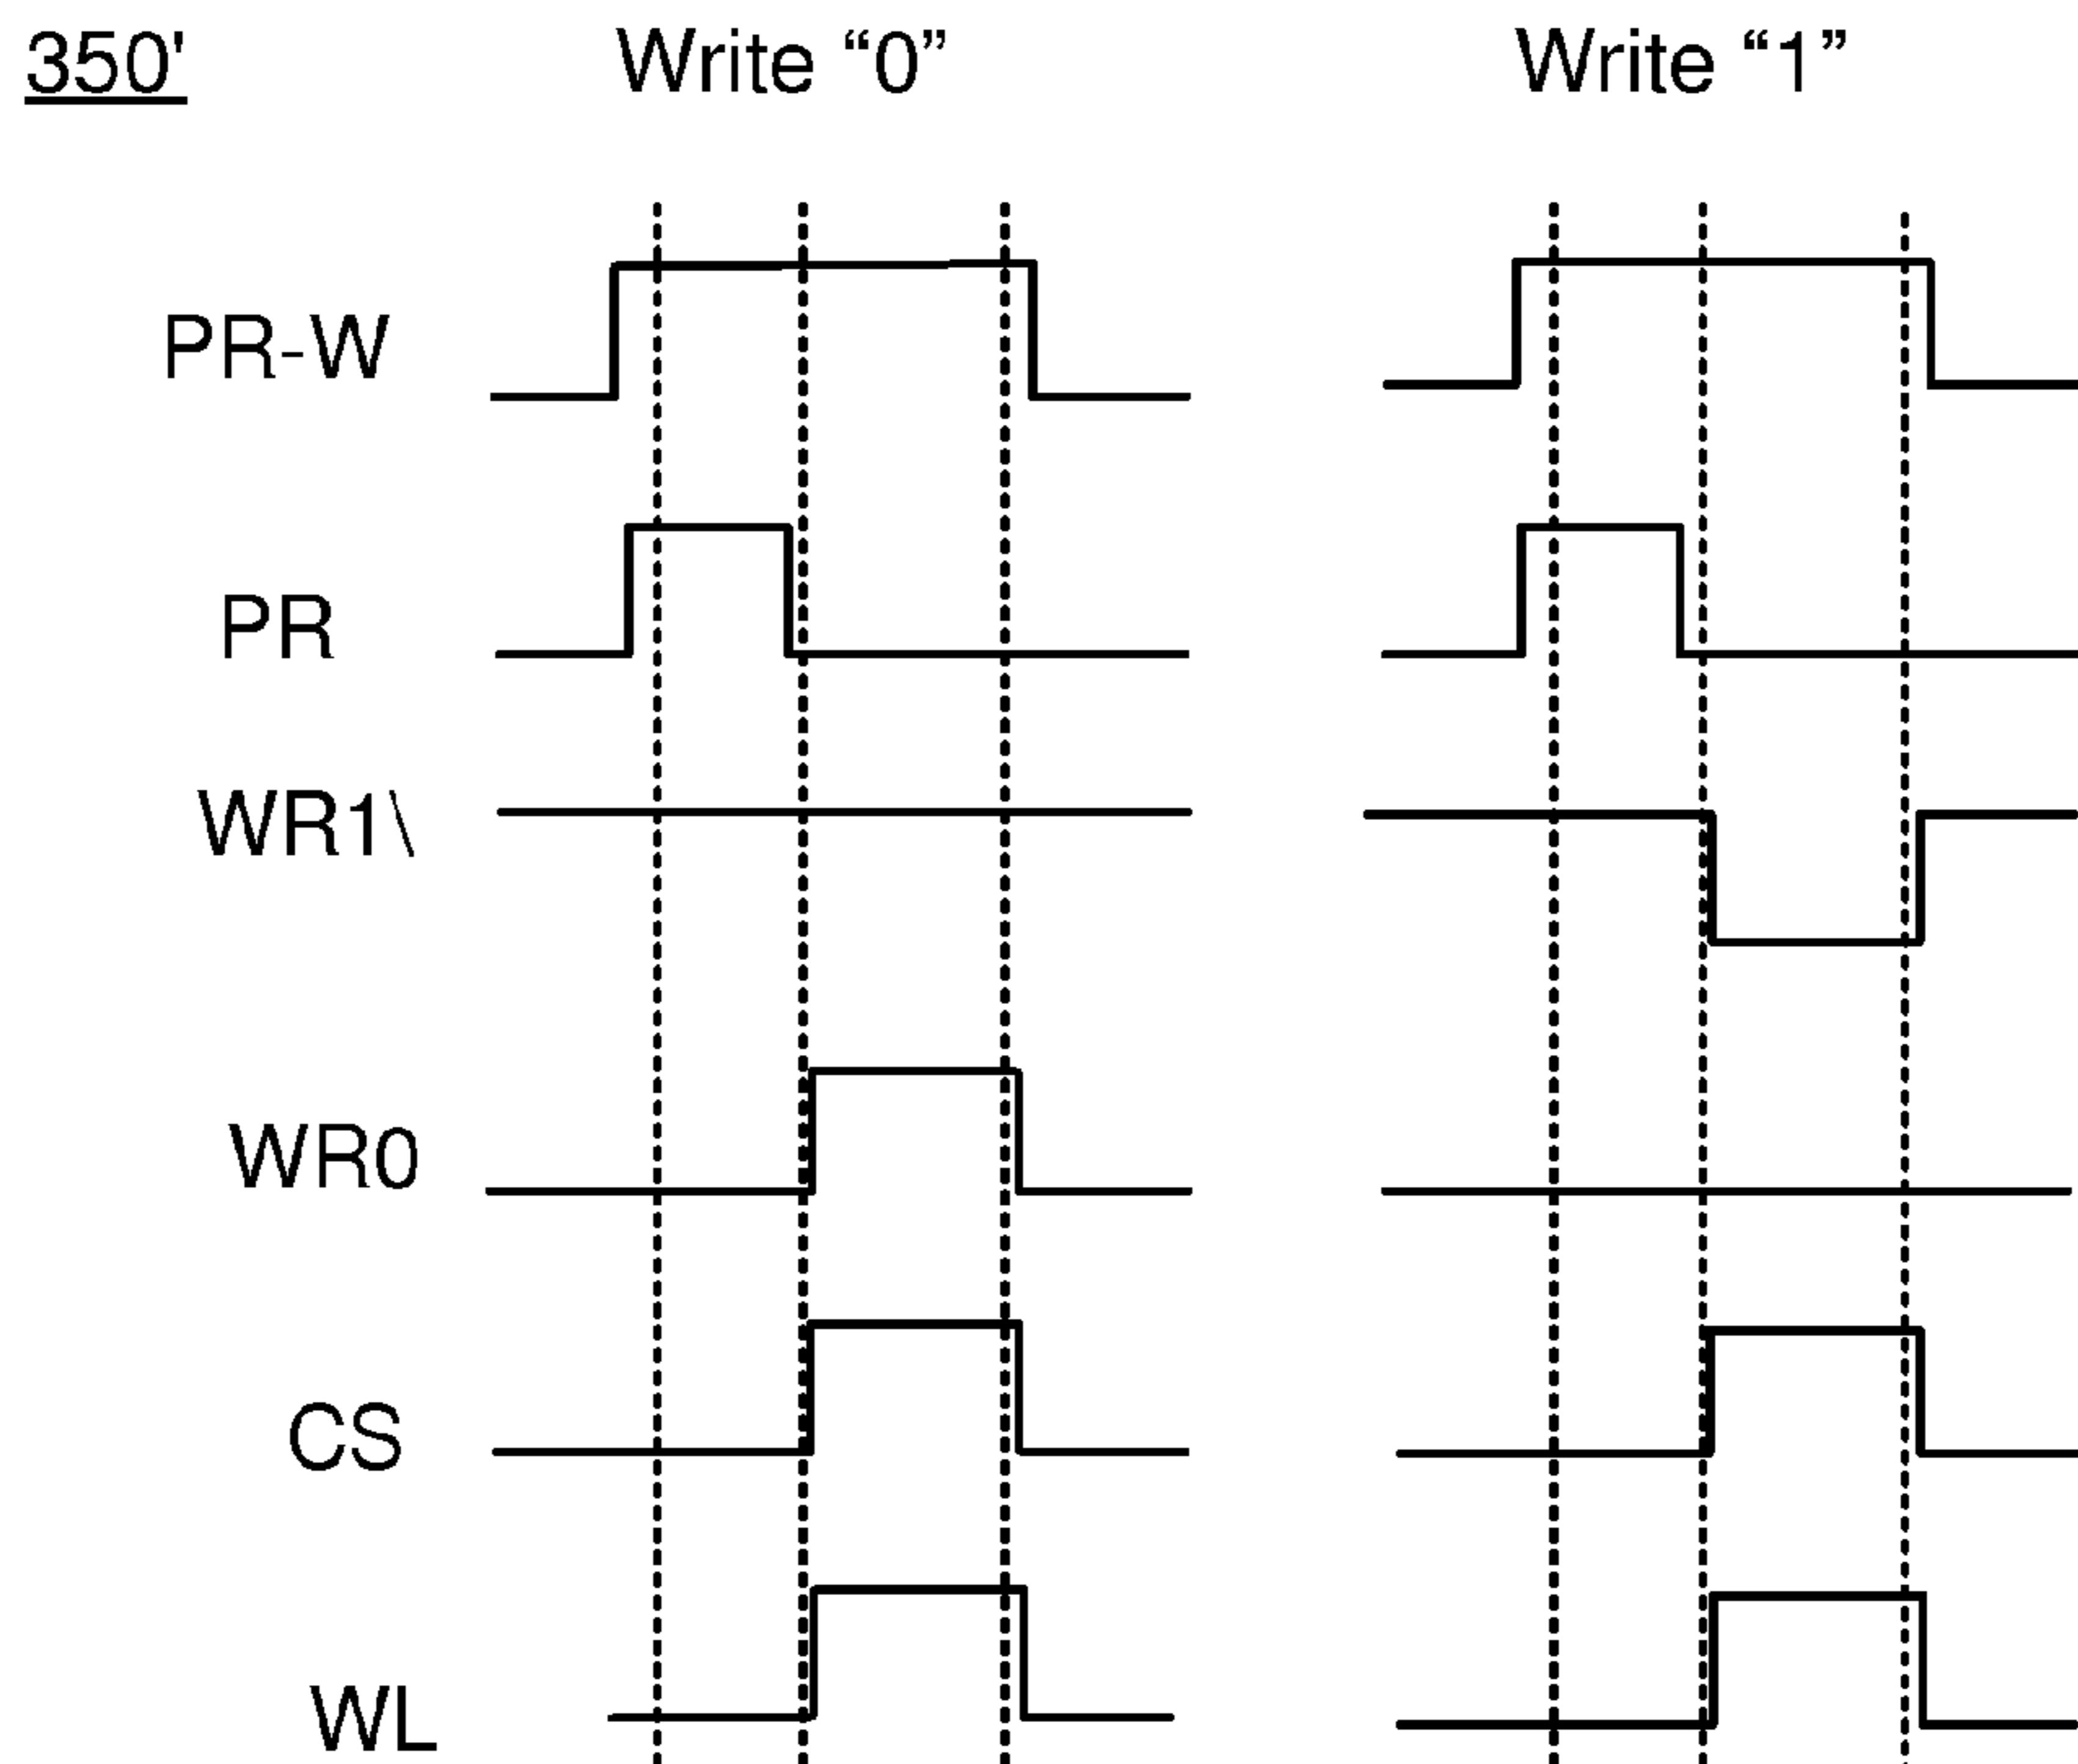 350' Write “0” Write “1”
PR-W
PR
WR1\
WR0
CS
WL